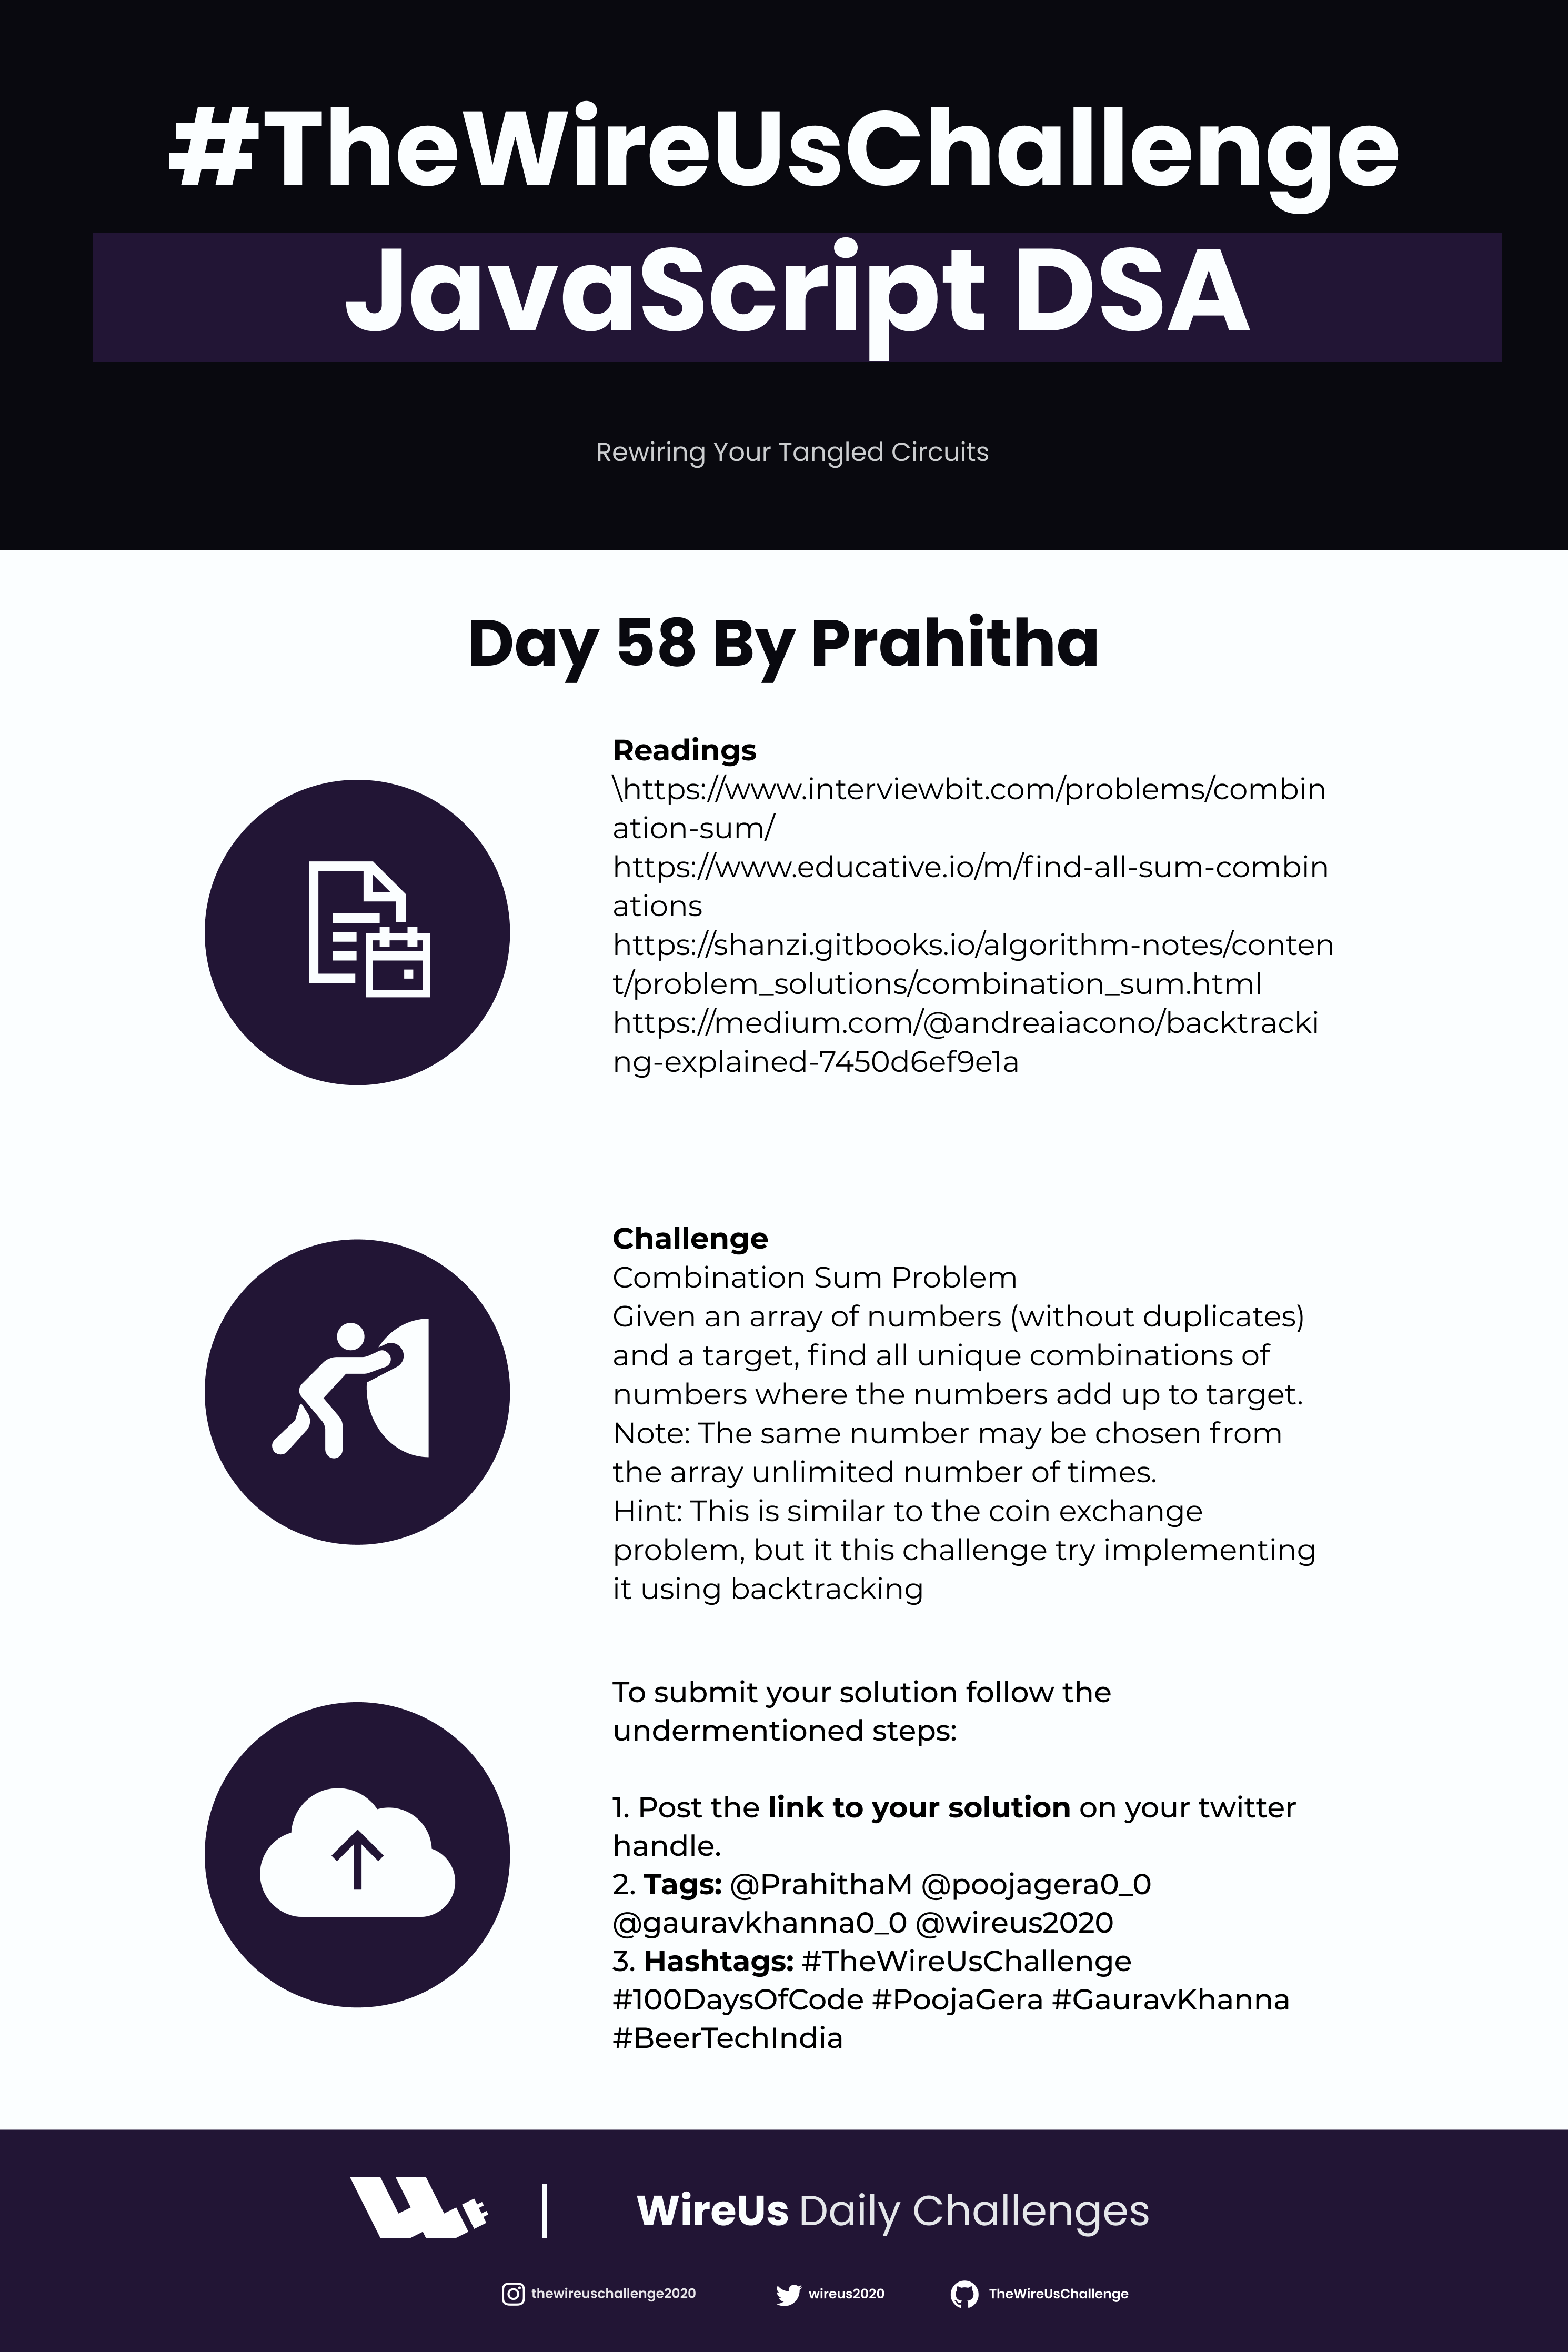 #TheWireUsChallenge
JavaScript DSA
Rewiring Your Tangled Circuits
Day 58 By Prahitha
Readings
\https://www.interviewbit.com/problems/combin
ation-sum/
https://www.educative.io/m/find-all-sum-combin
ations
https://shanzi.gitbooks.io/algorithm-notes/conten
t/problem_solutions/combination_sum.html
https://medium.com/@andreaiacono/backtracki
ng-explained-7450d6ef9e1a
Challenge
Combination Sum Problem
Given an array of numbers (without duplicates)
and a target, find all unique combinations of
numbers where the numbers add up to target.
Note: The same number may be chosen from
the array unlimited number of times.
Hint: This is similar to the coin exchange
problem, but it this challenge try implementing
it using backtracking
To submit your solution follow the
undermentioned steps:
1. Post the link to your solution on your twitter
handle.
2. Tags: @PrahithaM @poojagera0_0
@gauravkhanna0_0 @wireus2020
3. Hashtags: #TheWireUsChallenge
#100DaysOfCode #PoojaGera #GauravKhanna
#BeerTechIndia
WireUs Daily Challenges
thewireuschallenge2020 wireus2020 TheWireUsChallenge